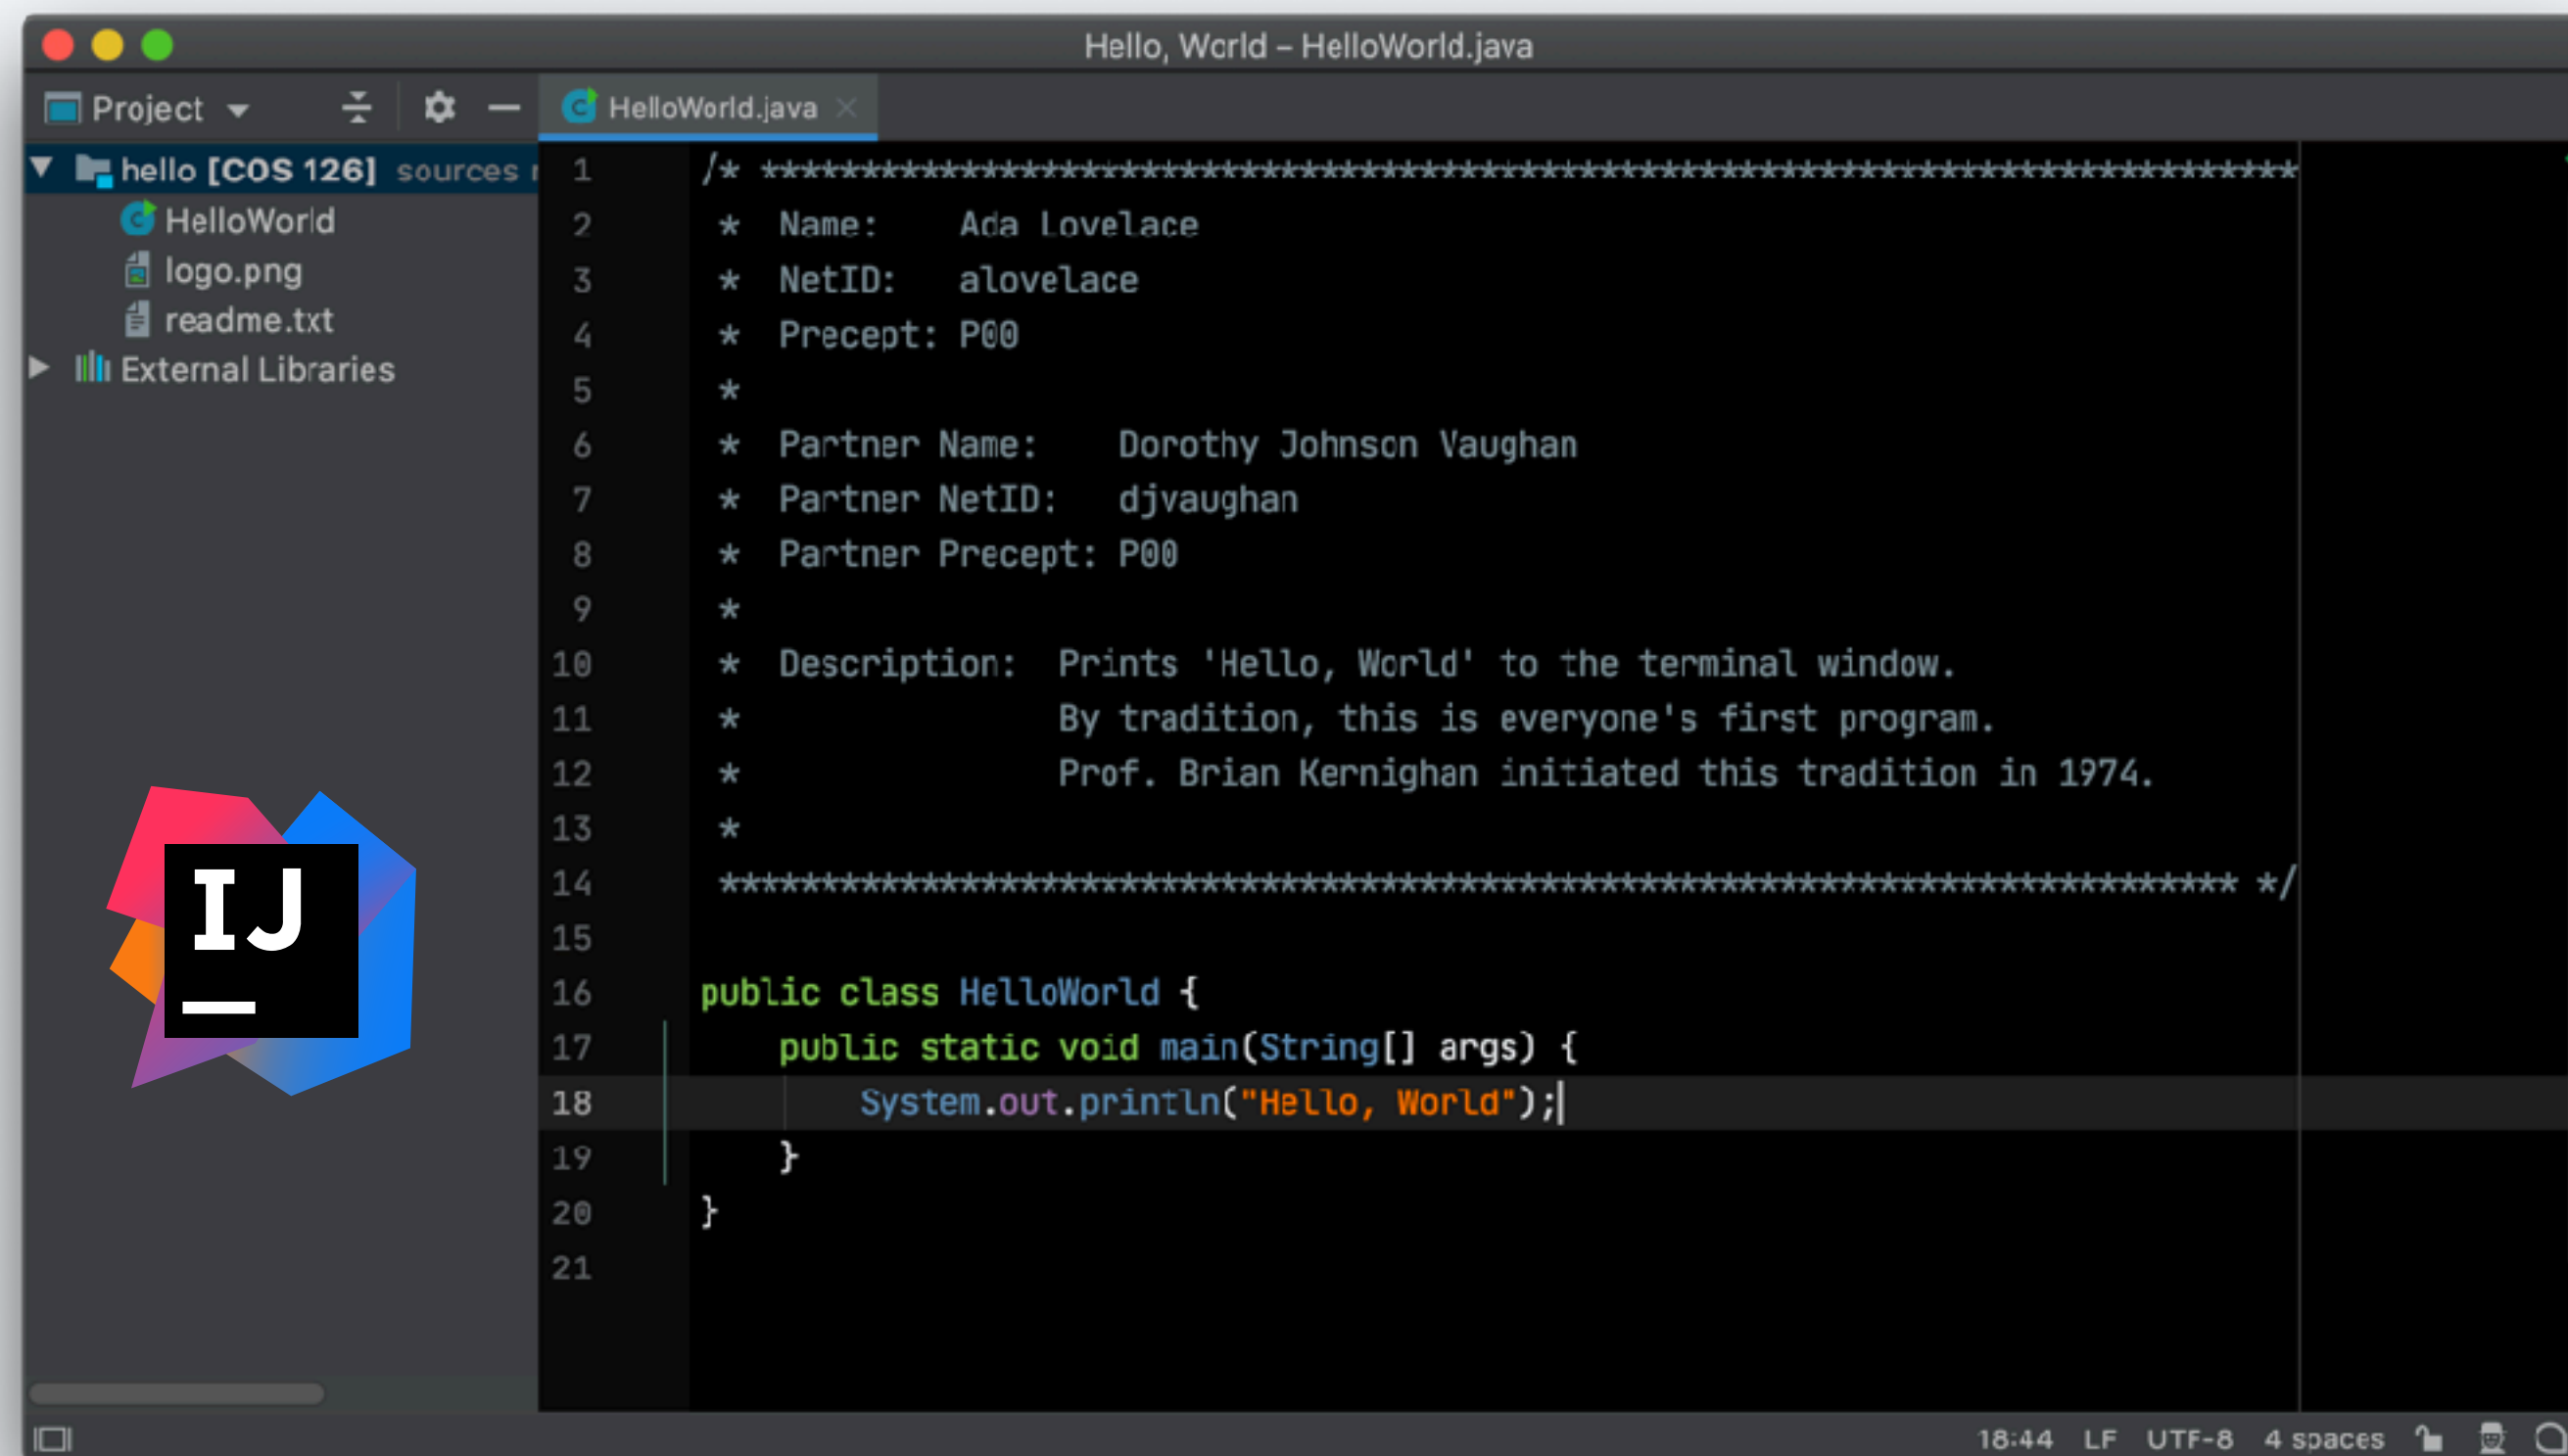 Hello, World – HelloWorld.java
Project
HelloWorld.java
hello [COS 126] sources
HelloWorld
logo.png
readme.txt
External Libraries
IJ
1 /* *****************************************************************************
2  *  Name:    Ada Lovelace
3  *  NetID:   alovelace
4  *  Precept: P00
5  *
6  *  Partner Name:    Dorothy Johnson Vaughan
7  *  Partner NetID:   djvaughan
8  *  Partner Precept: P00
9  *
10  *  Description:  Prints 'Hello, World' to the terminal window.
11  *                By tradition, this is everyone's first program.
12  *                Prof. Brian Kernighan initiated this tradition in 1974.
13  *
14  **************************************************************************** */
15
16 public class HelloWorld {
17     public static void main(String[] args) {
18         System.out.println("Hello, World");
19     }
20 }
21
18:44 LF UTF-8 4 spaces